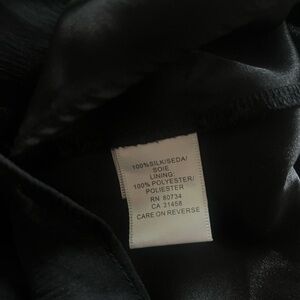 100%SILK/SEDA/
SOIE
LINING:
100% POLYESTER/
POLIESTER
RN 80734
CA 31458
CARE ON REVERSE